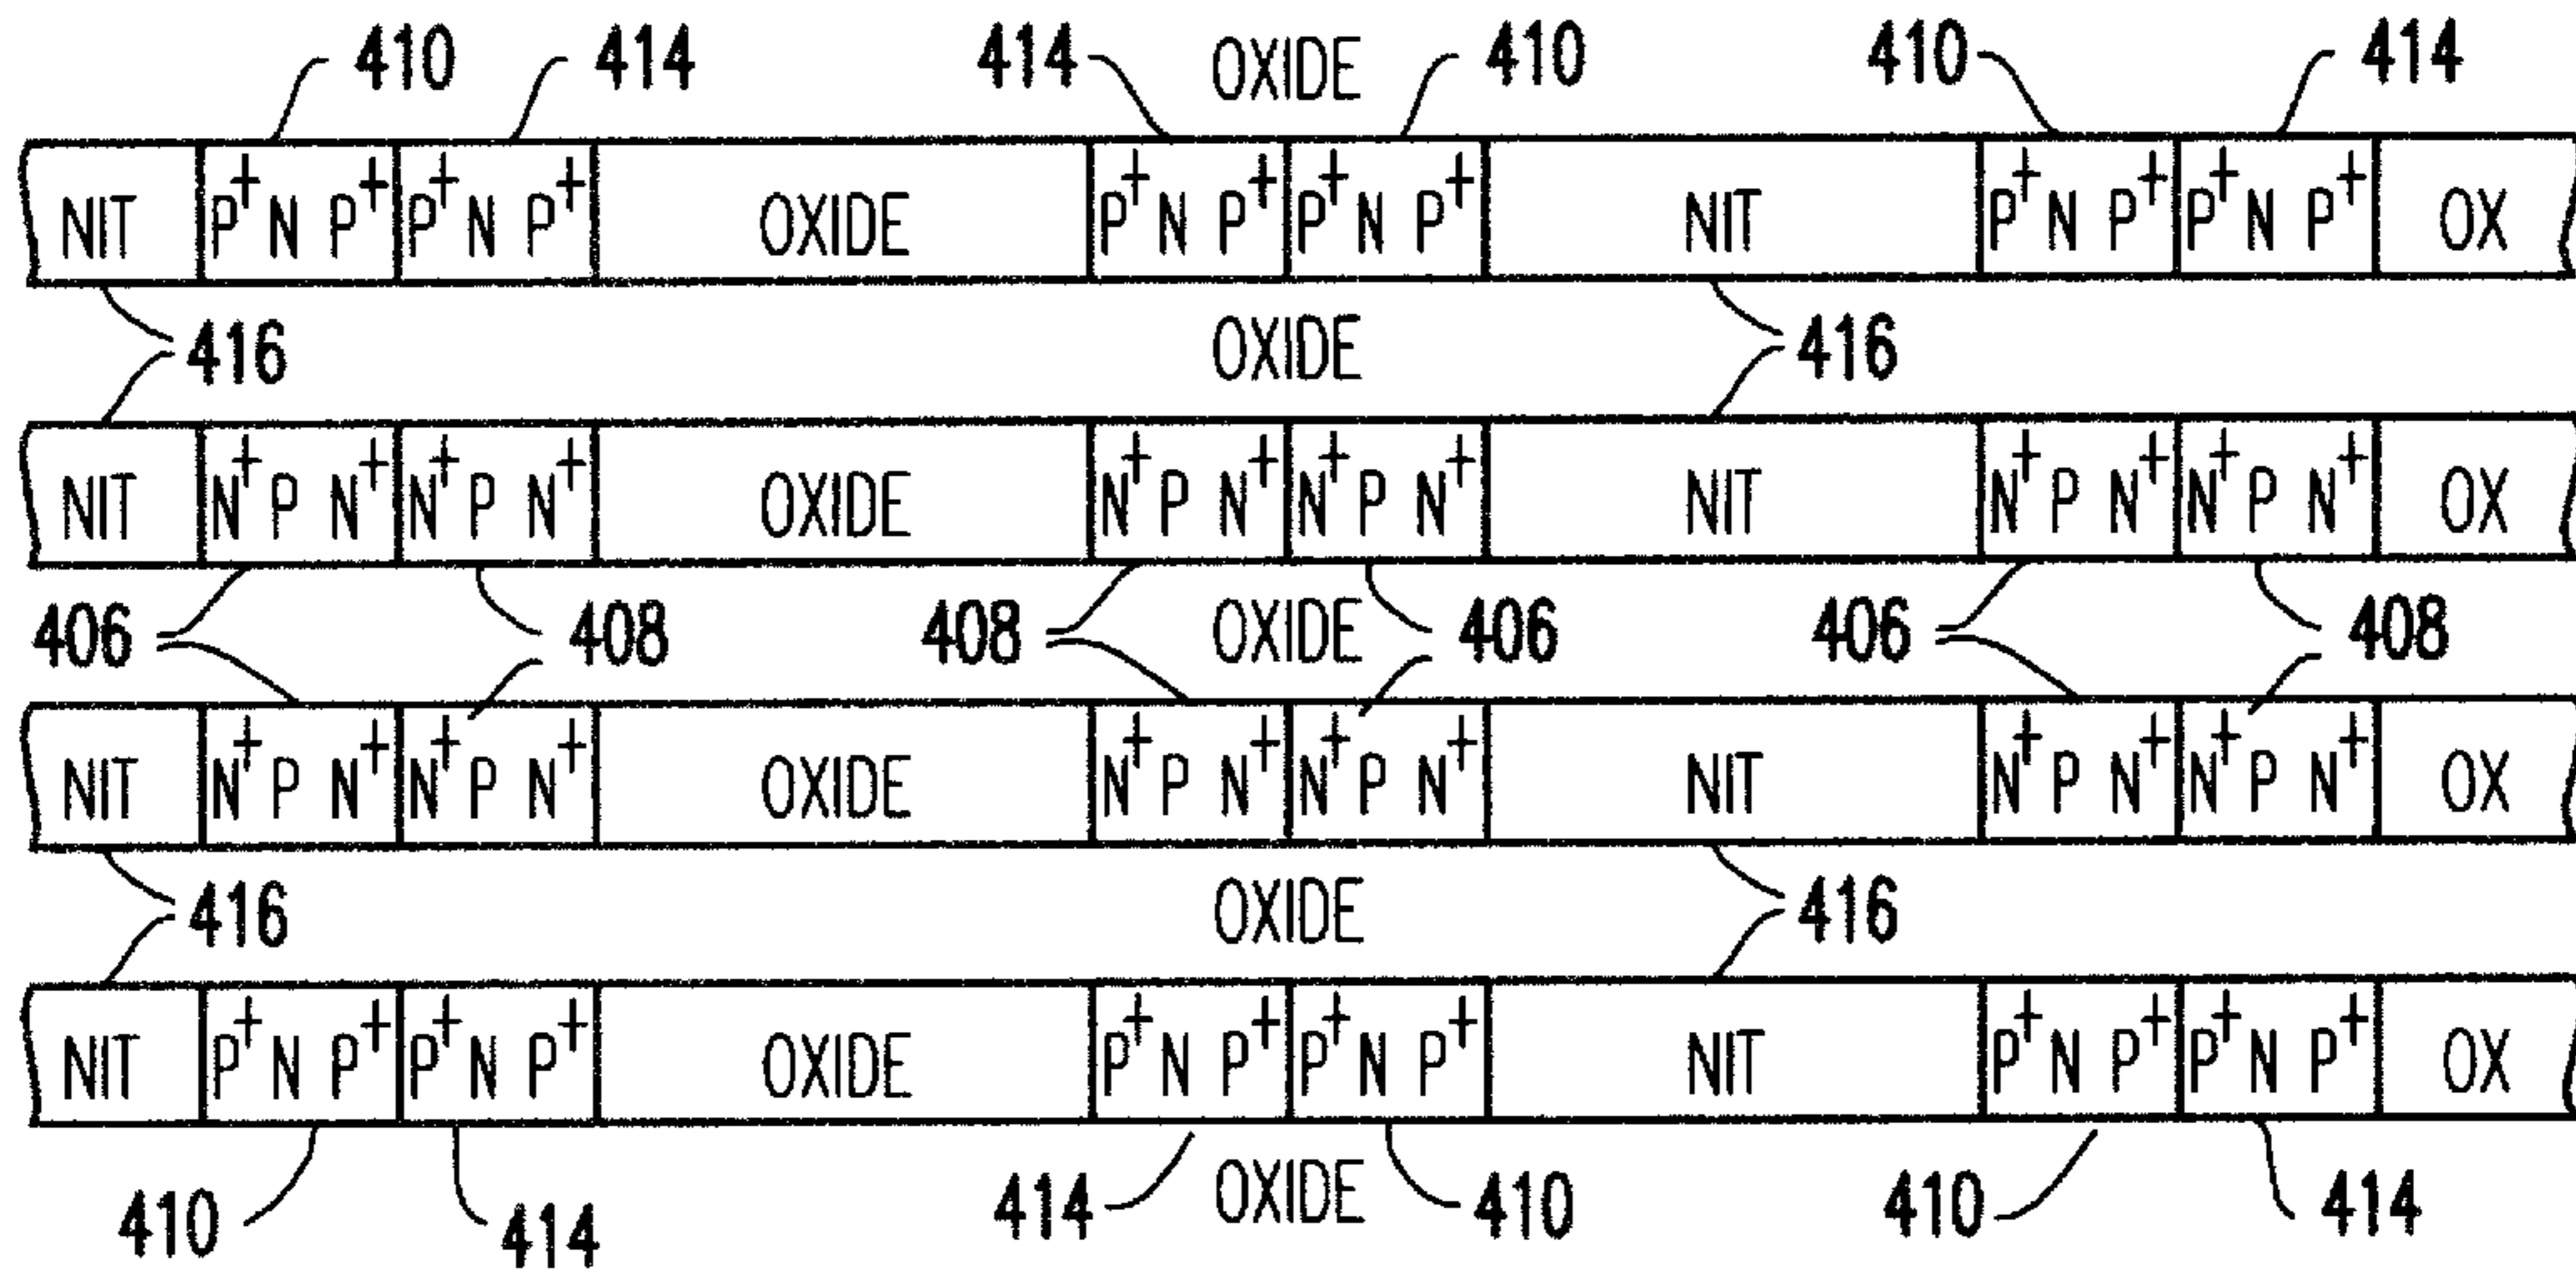 410 414 414 OXIDE 410 410 414
NIT P+ N P+ P+ N P+ OXIDE P+ N P+ P+ N P+ NIT P+ N P+ P+ N P+ OX
416 OXIDE 416
NIT N+ P N+ N+ P N+ OXIDE N+ P N+ N+ P N+ NIT N+ P N+ N+ P N+ OX
406 408 408 OXIDE 406 406 408
NIT N+ P N+ N+ P N+ OXIDE N+ P N+ N+ P N+ NIT N+ P N+ N+ P N+ OX
416 OXIDE 416
NIT P+ N P+ P+ N P+ OXIDE P+ N P+ P+ N P+ NIT P+ N P+ P+ N P+ OX
410 414 414 OXIDE 410 410 414